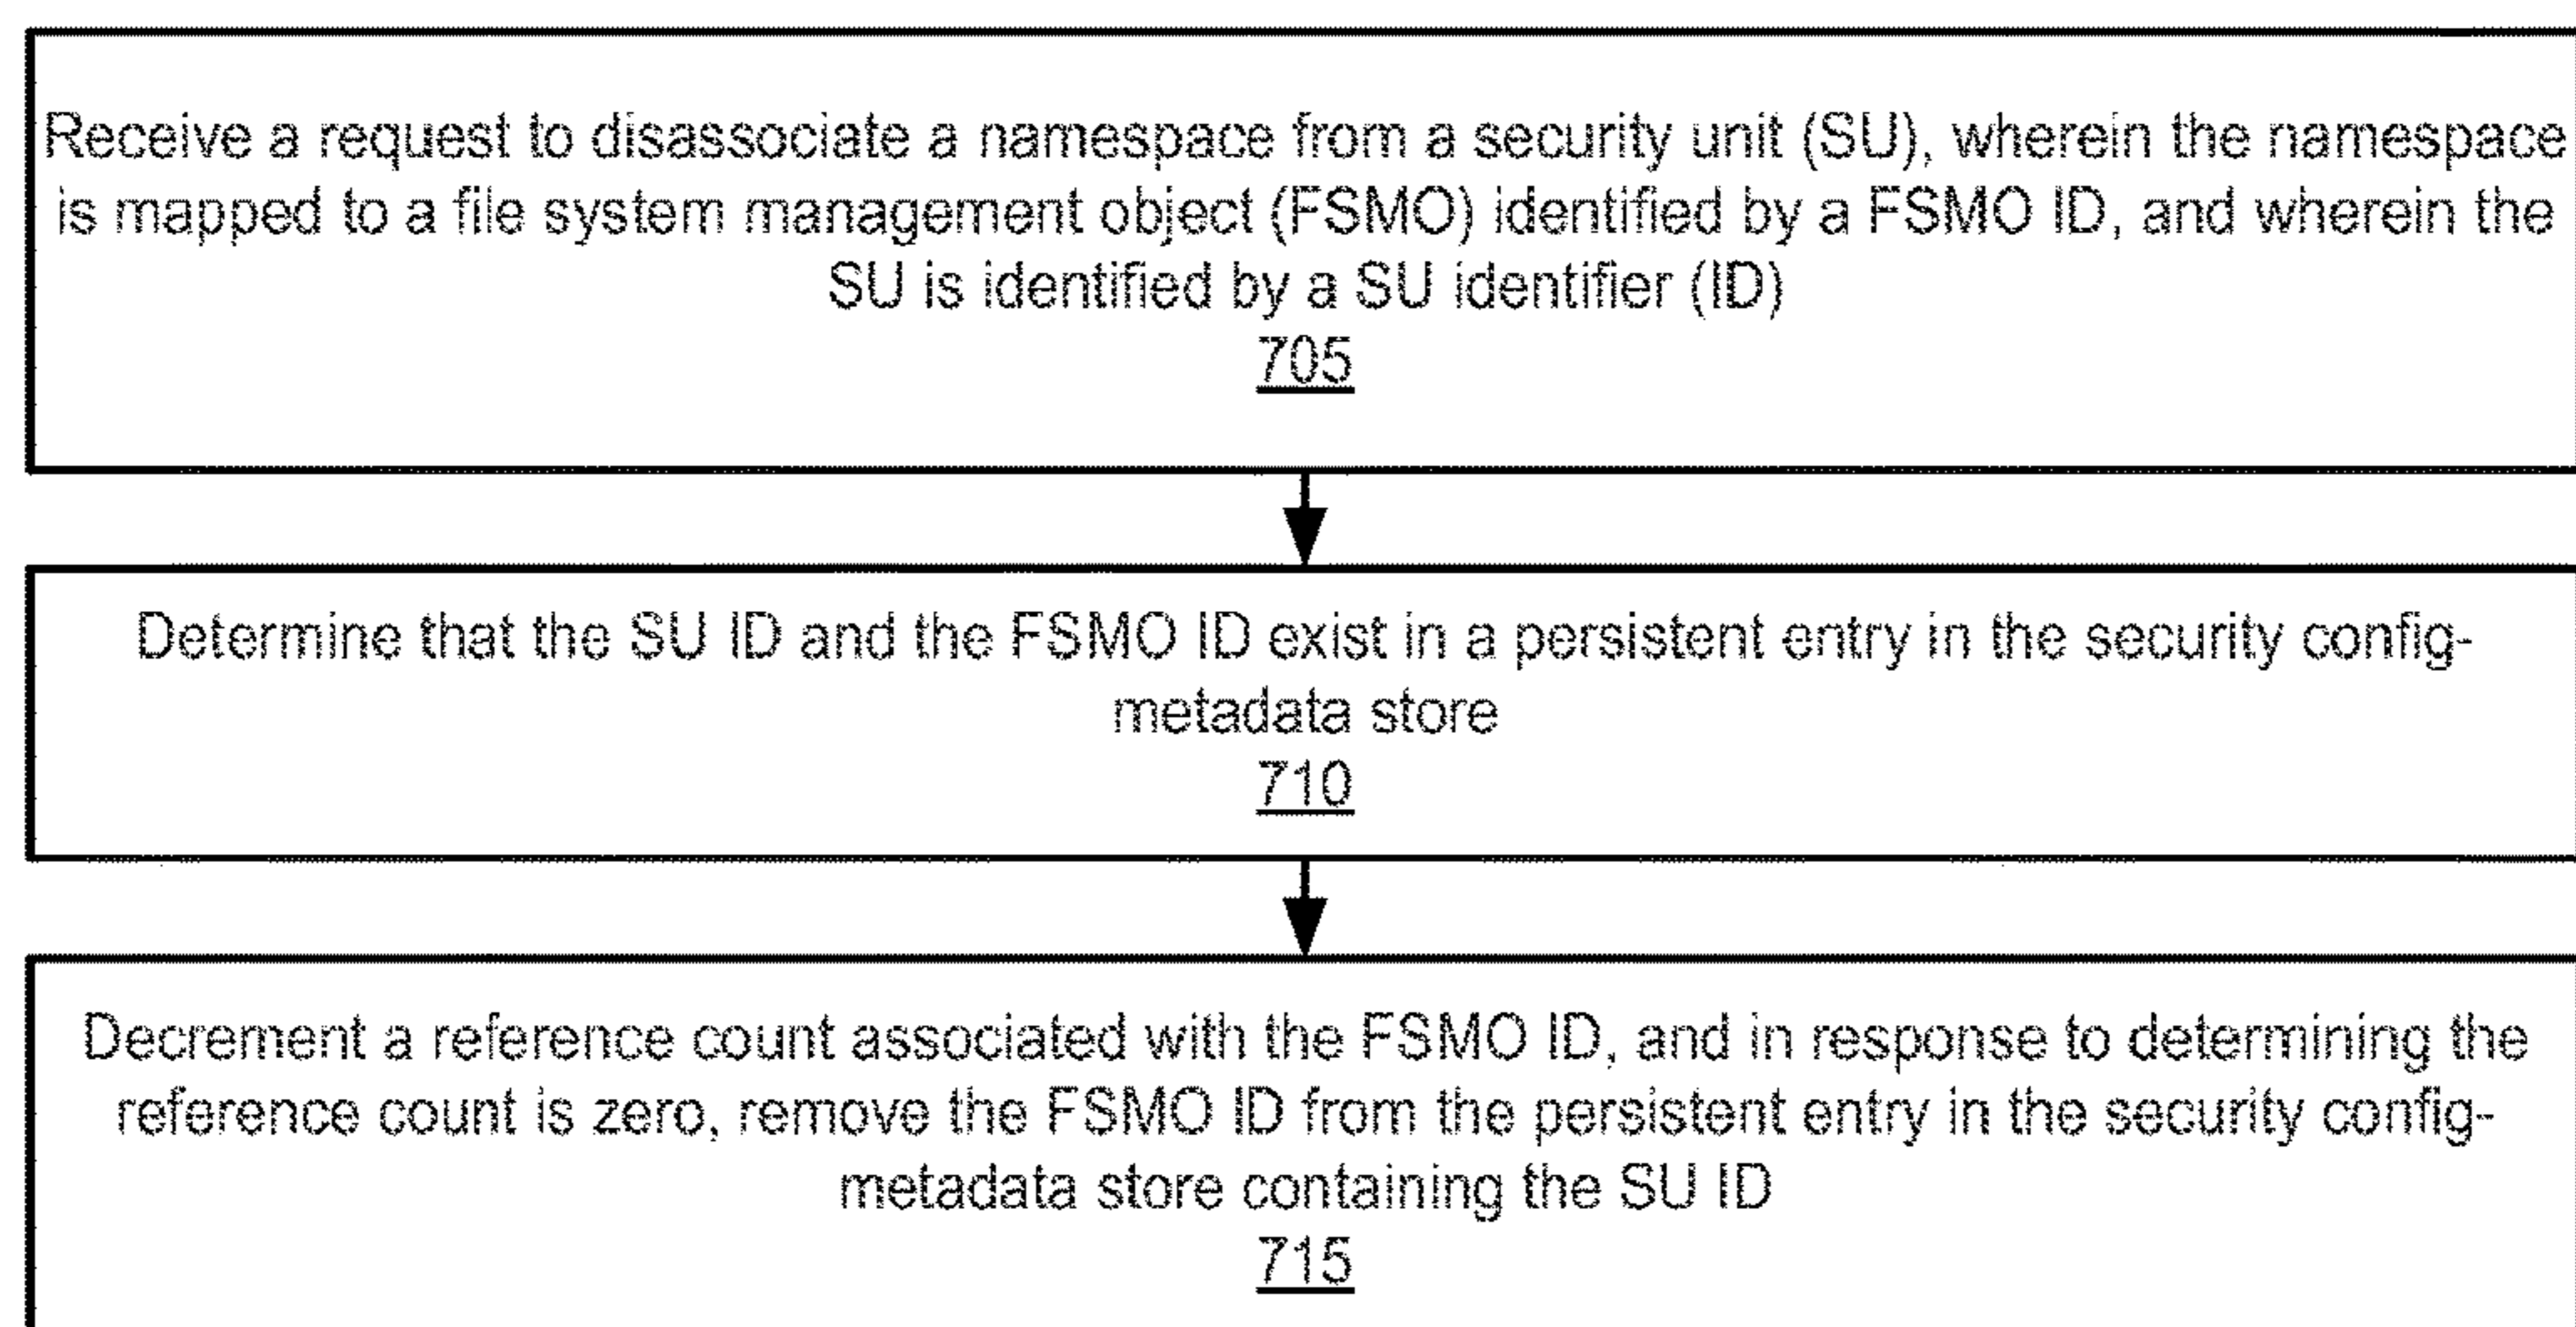 Receive a request to disassociate a namespace from a security unit (SU), wherein the namespace
is mapped to a file system management object (FSMO) identified by a FSMO ID, and wherein the
SU is identified by a SU identifier (ID)
705
Determine that the SU ID and the FSMO ID exist in a persistent entry in the security config-
metadata store
710
Decrement a reference count associated with the FSMO ID, and in response to determining the
reference count is zero, remove the FSMO ID from the persistent entry in the security config-
metadata store containing the SU ID
715